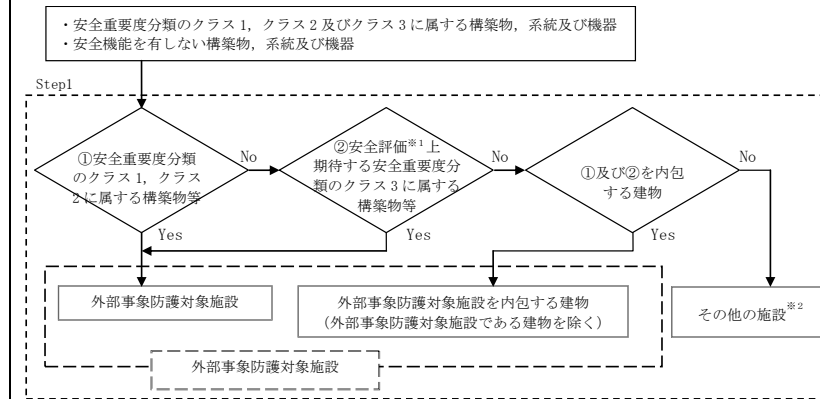 ・安全重要度分類のクラス1，クラス2及びクラス3に属する構築物，系統及び機器
・安全機能を有しない構築物，系統及び機器
Step1
①安全重要度分類
のクラス1，クラス
2に属する構築物等
No
②安全評価※1上
期待する安全重要度分
類のクラス3に属する
構築物等
No
①及び②を内包
する建物
No
Yes
Yes
Yes
外部事象防護対象施設
外部事象防護対象施設を内包する建物
（外部事象防護対象施設である建物を除く）
その他の施設※2
外部事象防護対象施設